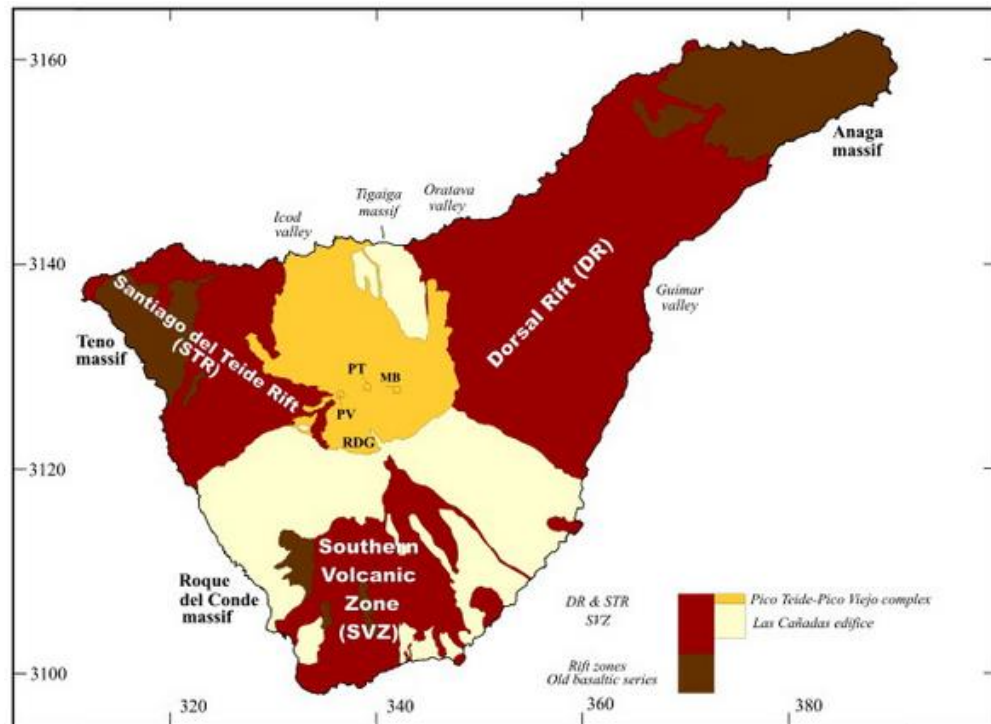 3160
3140
3120
3100
320
340
360
380
Anaga
massif
Oratava
valley
Tigaiga
massif
Icod
valley
Guimar
valley
Dorsal Rift (DR)
Santiago del Teide Rift
(STR)
Teno
massif
PT
MB
PV
RDG
Southern
Volcanic
Zone
(SVZ)
Roque
del Conde
massif
DR & STR
SVZ
Pico Teide-Pico Viejo complex
Las Cañadas edifice
Rift zones
Old basaltic series